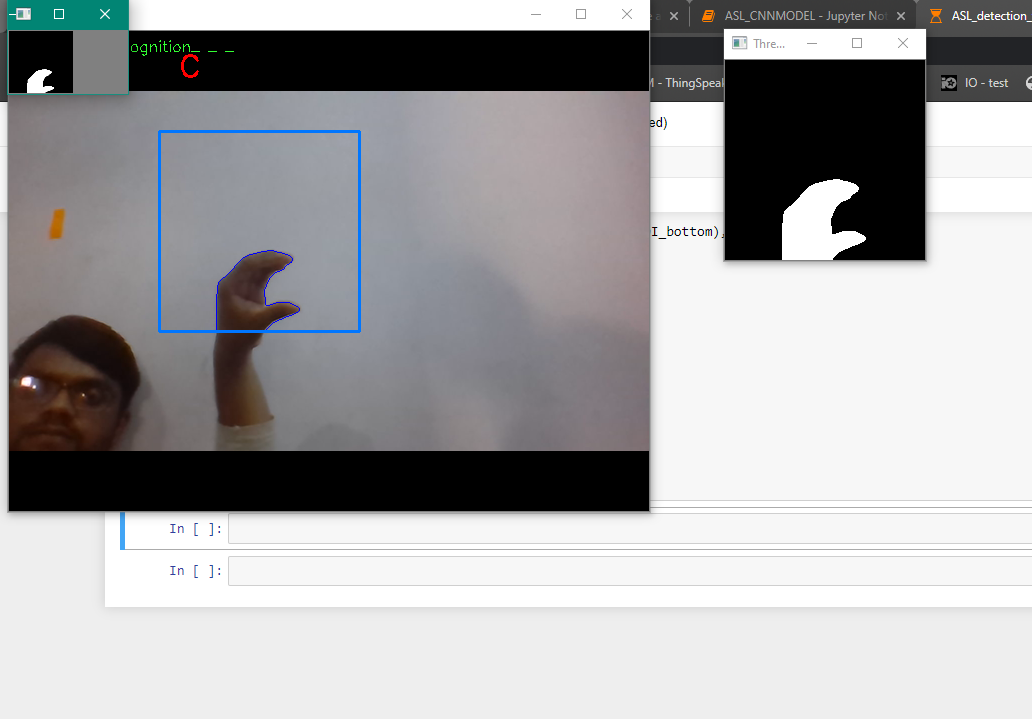 ASL_CNNMODEL - Jupyter Not
ASL_detection_
ognition_ _ _
Thre...
C
M - ThingSpeak
IO - test
ed)
I_bottom),
In [ ]:
In [ ]: